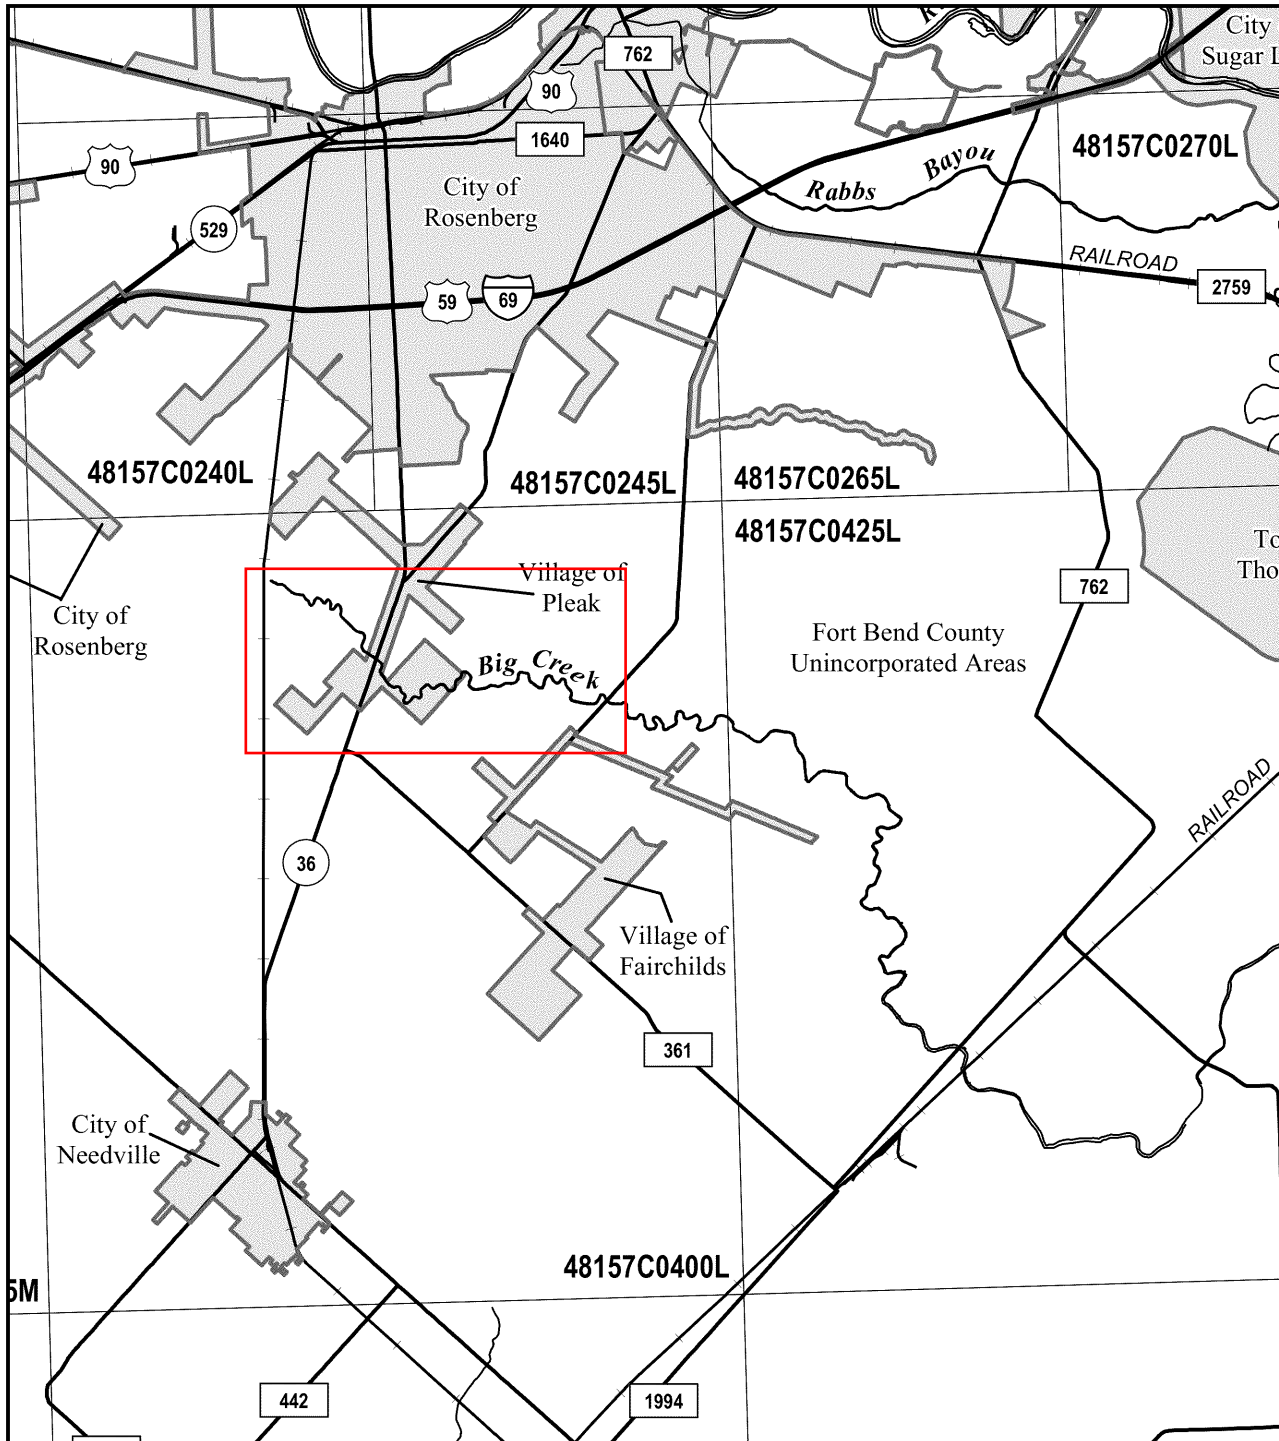 City
Sugar L
762
90
1640
48157C0270L
90
City of
Rosenberg
Bayou
Rabbs
529
RAILROAD
59
69
2759
48157C0240L
48157C0245L
48157C0265L
48157C0425L
To
Tho
Village of
Pleak
762
City of
Rosenberg
Fort Bend County
Unincorporated Areas
Big Creek
RAILROAD
36
Village of
Fairchilds
361
City of
Needville
48157C0400L
5M
442
1994